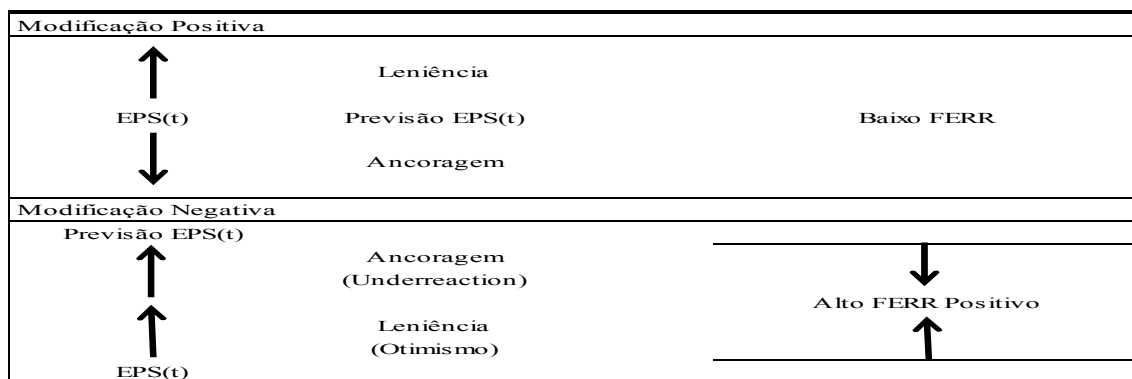 Modificação Positiva
Leniência
EPS(t) Previsão EPS(t) Baixo FERR
Ancoragem
Modificação Negativa
Previsão EPS(t)
Ancoragem
(Underreaction)
Alto FERR Positivo
Leniência
(Otimismo)
EPS(t)